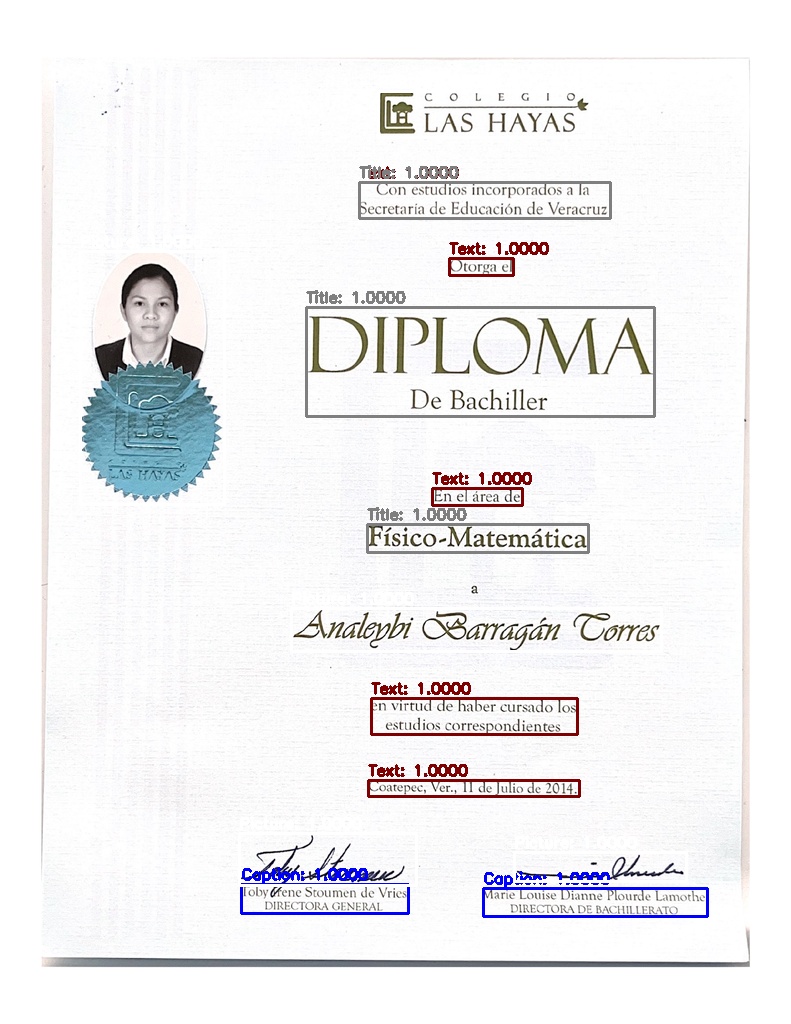 COLEGIO
LAS HAYAS
Title: 1.0000
Con estudios incorporados a la
Secretaría de Educación de Veracruz
Text: 1.0000
Otorga el
Title: 1.0000
DIPLOMA
De Bachiller
LAS HAYAS
Text: 1.0000
En el área de
Title: 1.0000
Físico-Matemática
a
Analeybi Barragán Torres
Text: 1.0000
en virtud de haber cursado los
estudios correspondientes
Text: 1.0000
Coatepec, Ver., 11 de Julio de 2014.
Caption: 1.0000
Toby Irene Stoumen de Vries
DIRECTORA GENERAL
Caption: 1.0000
Marie Louise Dianne Plourde Lamothe
DIRECTORA DE BACHILLERATO